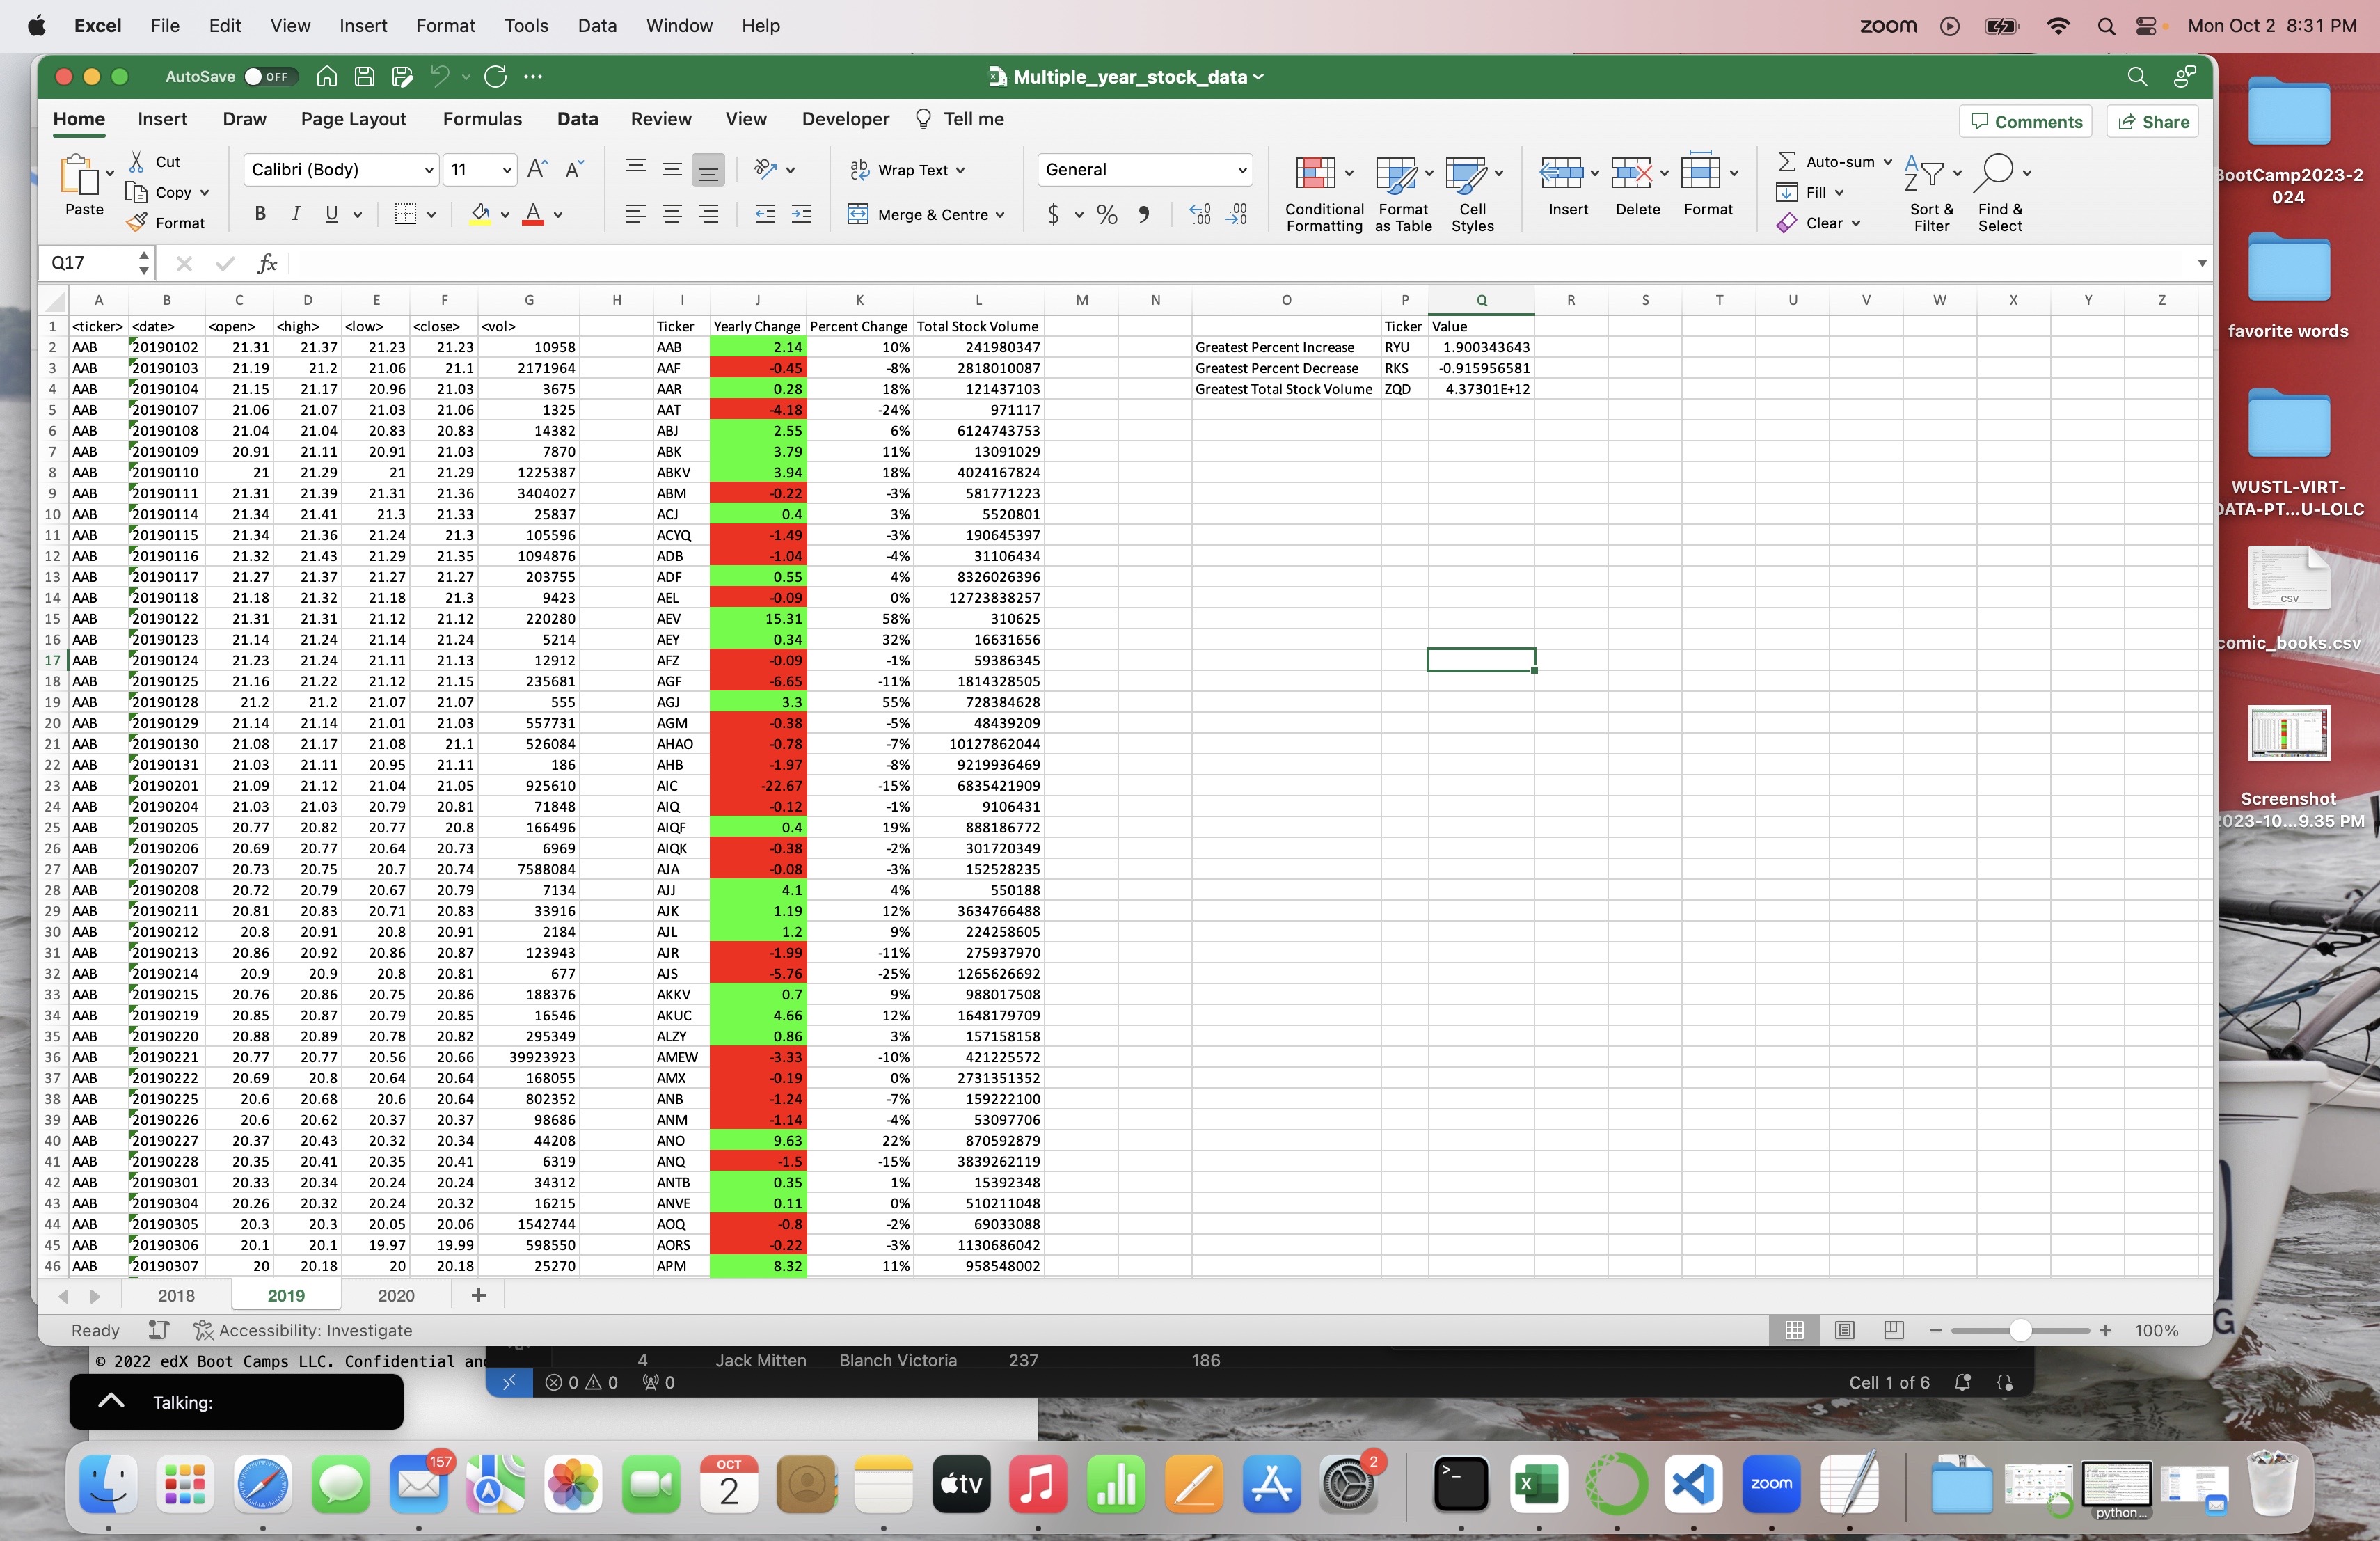 Excel File Edit View Insert Format Tools Data Window Help zoom Mon Oct 2 8:31 PM
AutoSave OFF Multiple_year_stock_data
Home Insert Draw Page Layout Formulas Data Review View Developer Tell me Comments Share
Cut Calibri (Body) 11 Wrap Text General Auto-sum
Copy Fill
Paste Format B I U Merge & Centre $ % Conditional Formatting Format as Table Cell Styles Insert Delete Format Clear Sort & Filter Find & Select
Q17 fx
A B C D E F G H I J K L M N O P Q R S T U V W X Y Z
1 <ticker> <date> <open> <high> <low> <close> <vol> Ticker Yearly Change Percent Change Total Stock Volume Ticker Value
2 AAB 20190102 21.31 21.37 21.23 21.23 10958 AAB 2.14 10% 241980347 Greatest Percent Increase RYU 1.900343643
3 AAB 20190103 21.19 21.2 21.06 21.1 2171964 AAF -0.45 -8% 2818010087 Greatest Percent Decrease RKS -0.915956581
4 AAB 20190104 21.15 21.17 20.96 21.03 3675 AAR 0.28 18% 121437103 Greatest Total Stock Volume ZQD 4.37301E+12
5 AAB 20190107 21.06 21.07 21.03 21.06 1325 AAT -4.18 -24% 971117
6 AAB 20190108 21.04 21.04 20.83 20.83 14382 ABJ 2.55 6% 6124743753
7 AAB 20190109 20.91 21.11 20.91 21.03 7870 ABK 3.79 11% 13091029
8 AAB 20190110 21 21.29 21 21.29 1225387 ABKV 3.94 18% 4024167824
9 AAB 20190111 21.31 21.39 21.31 21.36 3404027 ABM -0.22 -3% 581771223
10 AAB 20190114 21.34 21.41 21.3 21.33 25837 ACJ 0.4 3% 5520801
11 AAB 20190115 21.34 21.36 21.24 21.3 105596 ACYQ -1.49 -3% 190645397
12 AAB 20190116 21.32 21.43 21.29 21.35 1094876 ADB -1.04 -4% 31106434
13 AAB 20190117 21.27 21.37 21.27 21.27 203755 ADF 0.55 4% 8326026396
14 AAB 20190118 21.18 21.32 21.18 21.3 9423 AEL -0.09 0% 12723838257
15 AAB 20190122 21.31 21.31 21.12 21.12 220280 AEV 15.31 58% 310625
16 AAB 20190123 21.14 21.24 21.14 21.24 5214 AEY 0.34 32% 16631656
17 AAB 20190124 21.23 21.24 21.11 21.13 12912 AFZ -0.09 -1% 59386345
18 AAB 20190125 21.16 21.22 21.12 21.15 235681 AGF -6.65 -11% 1814328505
19 AAB 20190128 21.2 21.2 21.07 21.07 555 AGJ 3.3 55% 728384628
20 AAB 20190129 21.14 21.14 21.01 21.03 557731 AGM -0.38 -5% 48439209
21 AAB 20190130 21.08 21.17 21.08 21.1 526084 AHAO -0.78 -7% 10127862044
22 AAB 20190131 21.03 21.11 20.95 21.11 186 AHB -1.97 -8% 9219936469
23 AAB 20190201 21.09 21.12 21.04 21.05 925610 AIC -22.67 -15% 6835421909
24 AAB 20190204 21.03 21.03 20.79 20.81 71848 AIQ -0.12 -1% 9106431
25 AAB 20190205 20.77 20.82 20.77 20.8 166496 AIQF 0.4 19% 888186772
26 AAB 20190206 20.69 20.77 20.64 20.73 6969 AIQK -0.38 -2% 301720349
27 AAB 20190207 20.73 20.75 20.7 20.74 7588084 AJA -0.08 -3% 152528235
28 AAB 20190208 20.72 20.79 20.67 20.79 7134 AJJ 4.1 4% 550188
29 AAB 20190211 20.81 20.83 20.71 20.83 33916 AJK 1.19 12% 3634766488
30 AAB 20190212 20.8 20.91 20.8 20.91 2184 AJL 1.2 9% 224258605
31 AAB 20190213 20.86 20.92 20.86 20.87 123943 AJR -1.99 -11% 275937970
32 AAB 20190214 20.9 20.9 20.8 20.81 677 AJS -5.76 -25% 1265626692
33 AAB 20190215 20.76 20.86 20.75 20.86 188376 AKKV 0.7 9% 988017508
34 AAB 20190219 20.85 20.87 20.79 20.85 16546 AKUC 4.66 12% 1648179709
35 AAB 20190220 20.88 20.89 20.78 20.82 295349 ALZY 0.86 3% 157158158
36 AAB 20190221 20.77 20.77 20.56 20.66 39923923 AMEW -3.33 -10% 421225572
37 AAB 20190222 20.69 20.8 20.64 20.64 168055 AMX -0.19 0% 2731351352
38 AAB 20190225 20.6 20.68 20.6 20.64 802352 ANB -1.24 -7% 159222100
39 AAB 20190226 20.6 20.62 20.37 20.37 98686 ANM -1.14 -4% 53097706
40 AAB 20190227 20.37 20.43 20.32 20.34 44208 ANO 9.63 22% 870592879
41 AAB 20190228 20.35 20.41 20.35 20.41 6319 ANQ -1.5 -15% 3839262119
42 AAB 20190301 20.33 20.34 20.24 20.24 34312 ANTB 0.35 1% 15392348
43 AAB 20190304 20.26 20.32 20.24 20.32 16215 ANVE 0.11 0% 510211048
44 AAB 20190305 20.3 20.3 20.05 20.06 1542744 AOQ -0.8 -2% 69033088
45 AAB 20190306 20.1 20.1 19.97 19.99 598550 AORS -0.22 -3% 1130686042
46 AAB 20190307 20 20.18 20 20.18 25270 APM 8.32 11% 958548002
2018 2019 2020 +
Ready Accessibility: Investigate 100%
© 2022 edX Boot Camps LLC. Confidential and
4 Jack Mitten Blanch Victoria 237 186
0 0 0 Cell 1 of 6
Talking:
BootCamp2023-2
024
favorite words
WUSTL-VIRT-
DATA-PT...U-LOLC
CSV
comic_books.csv
Screenshot
2023-10...9.35 PM
G
157 OCT 2 tv 2 zoom python...